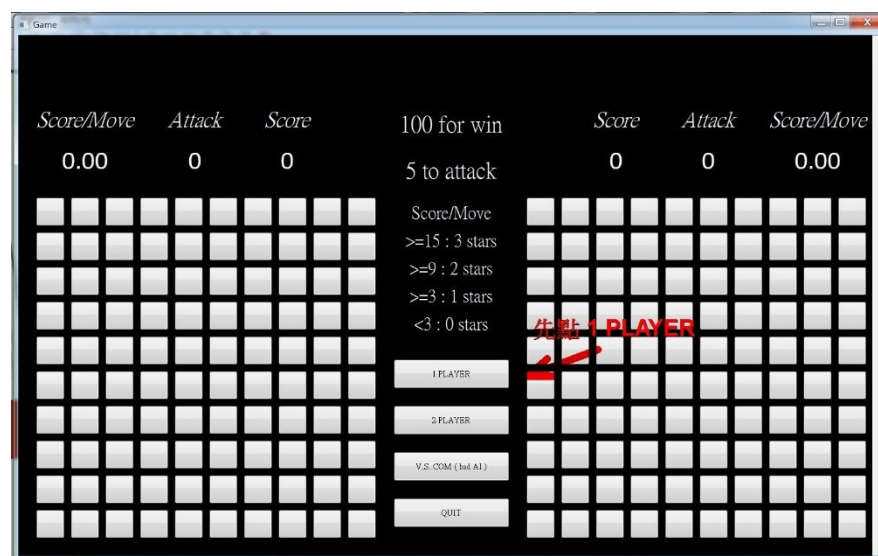 Game
Score/Move Attack Score
0.00 0 0
100 for win
5 to attack
Score/Move
>=15 : 3 stars
>=9 : 2 stars
>=3 : 1 stars
<3 : 0 stars
1 PLAYER
2 PLAYER
V.S. COM ( bad AI )
QUIT
Score Attack Score/Move
0 0 0.00
先點 1 PLAYER